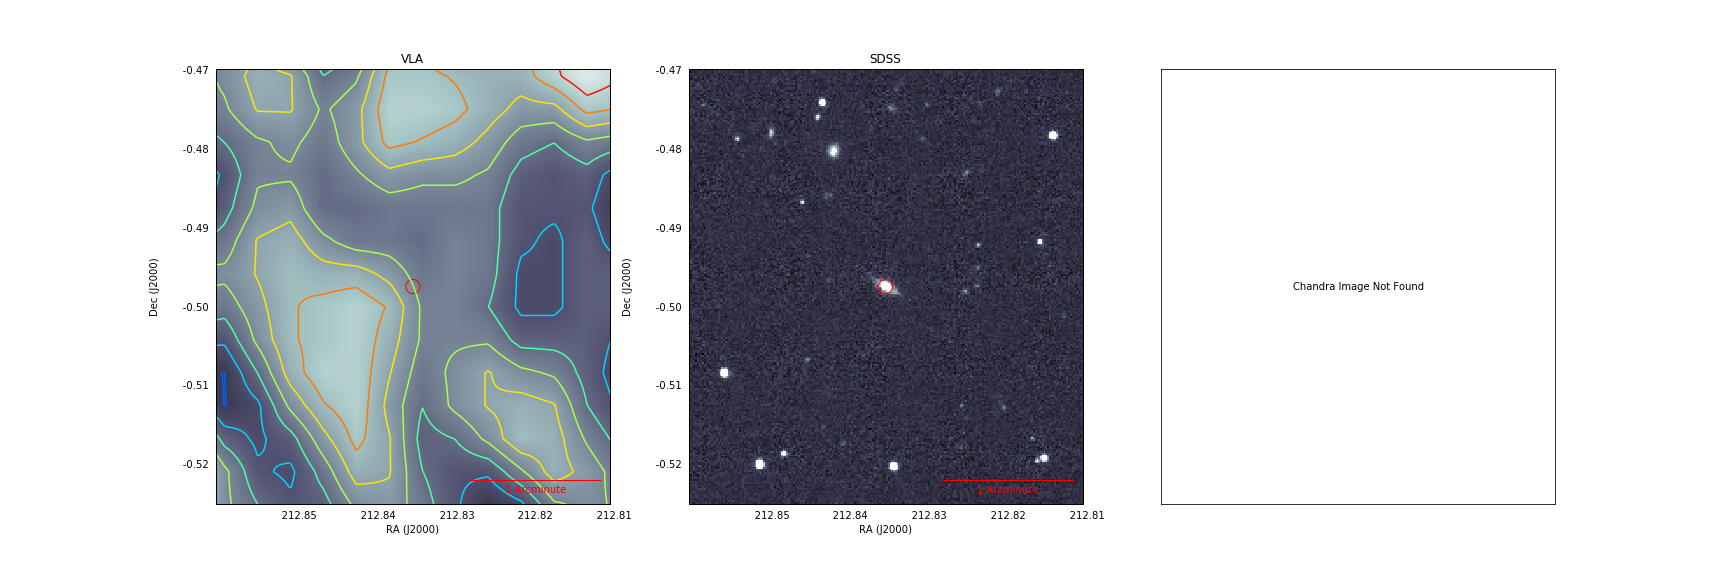 VLA
-0.47
-0.48
-0.49
-0.50
-0.51
-0.52
Dec (J2000)
212.85
212.84
212.83
212.82
212.81
RA (J2000)
1 Arcminute
SDSS
-0.47
-0.48
-0.49
-0.50
-0.51
-0.52
Dec (J2000)
212.85
212.84
212.83
212.82
212.81
RA (J2000)
1 Arcminute
Chandra Image Not Found